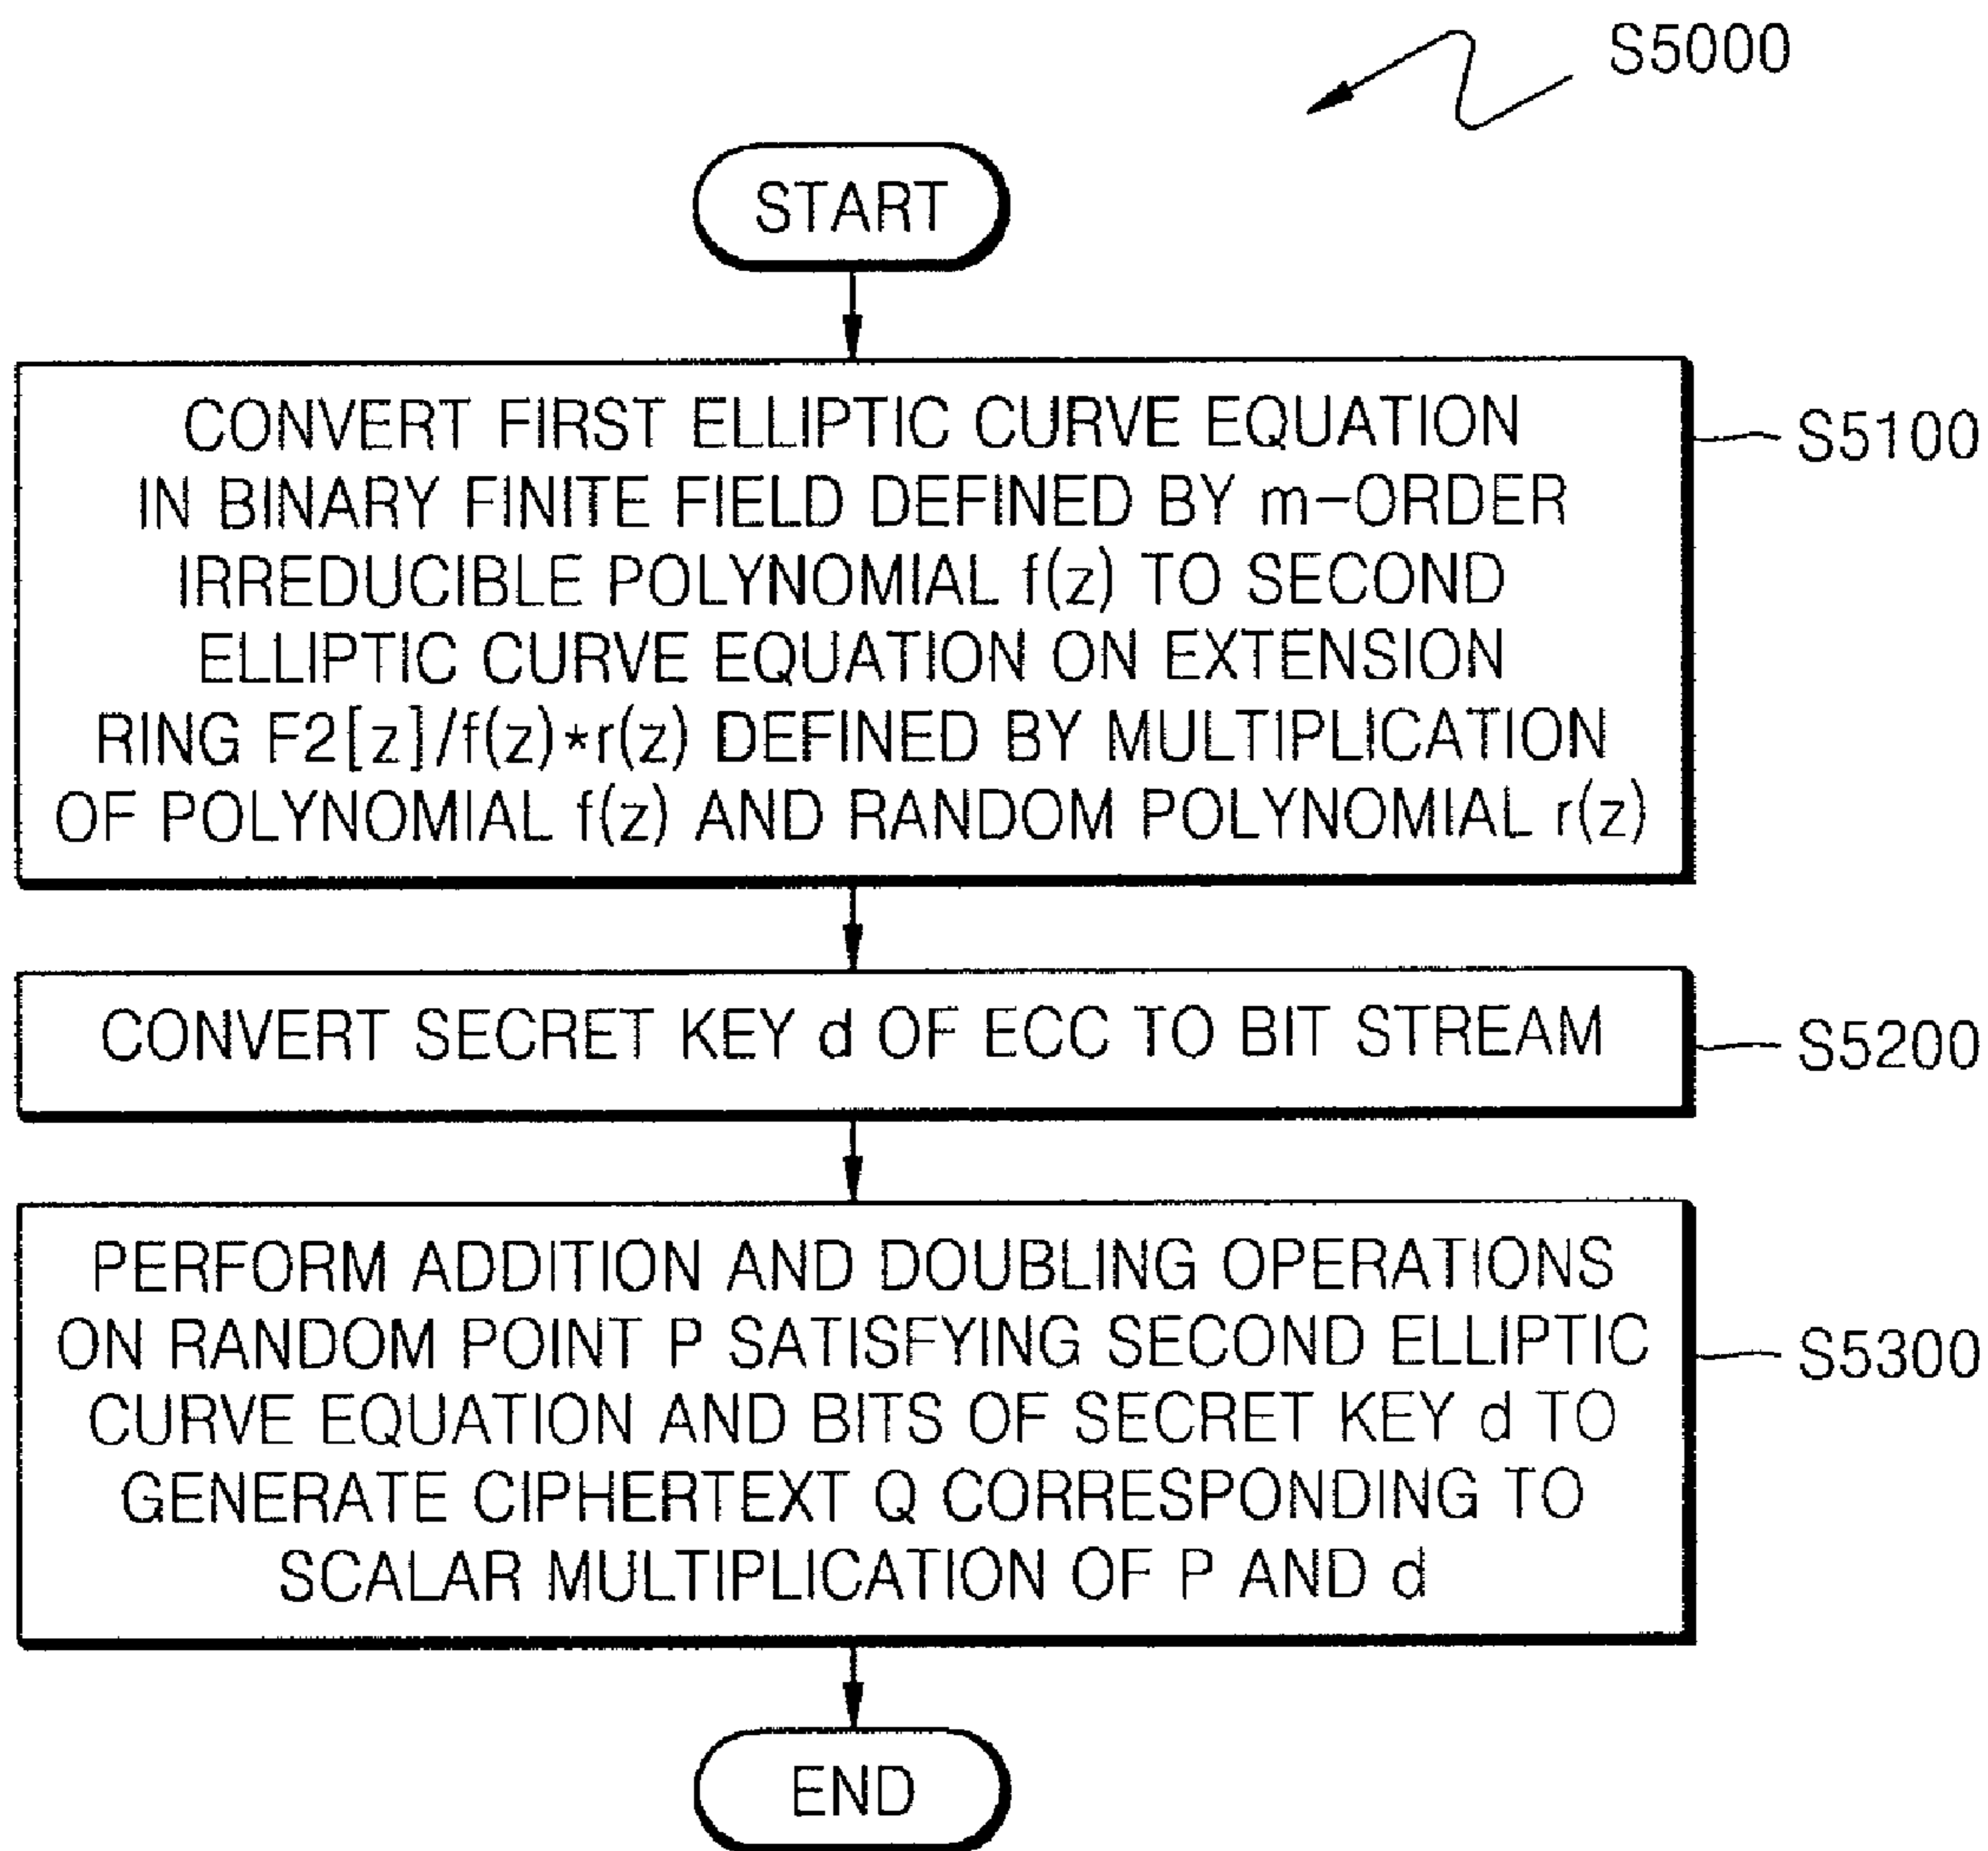 S5000
START
CONVERT FIRST ELLIPTIC CURVE EQUATION
IN BINARY FINITE FIELD DEFINED BY m-ORDER
IRREDUCIBLE POLYNOMIAL f(z) TO SECOND
ELLIPTIC CURVE EQUATION ON EXTENSION
RING F2[z]/f(z)*r(z) DEFINED BY MULTIPLICATION
OF POLYNOMIAL f(z) AND RANDOM POLYNOMIAL r(z)
S5100
CONVERT SECRET KEY d OF ECC TO BIT STREAM
S5200
PERFORM ADDITION AND DOUBLING OPERATIONS
ON RANDOM POINT P SATISFYING SECOND ELLIPTIC
CURVE EQUATION AND BITS OF SECRET KEY d TO
GENERATE CIPHERTEXT Q CORRESPONDING TO
SCALAR MULTIPLICATION OF P AND d
S5300
END